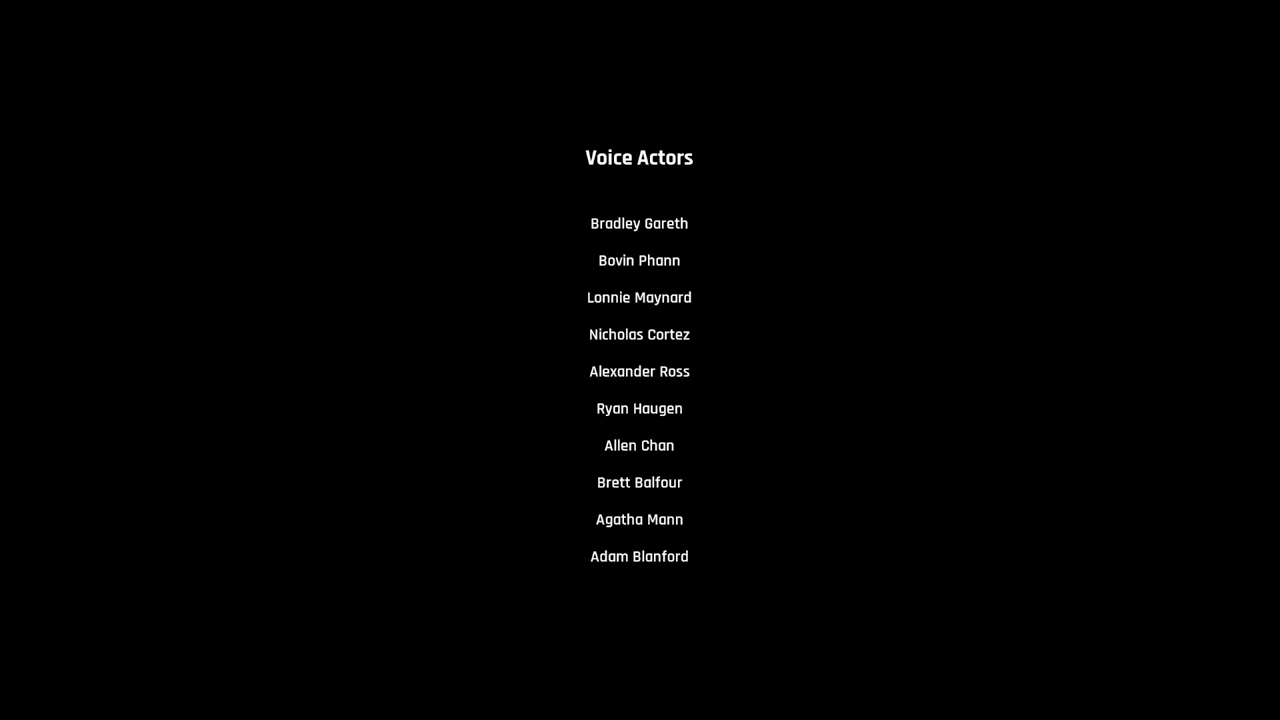 Voice Actors
Bradley Gareth
Bovin Phann
Lonnie Maynard
Nicholas Cortez
Alexander Ross
Ryan Haugen
Allen Chan
Brett Balfour
Agatha Mann
Adam Blanford